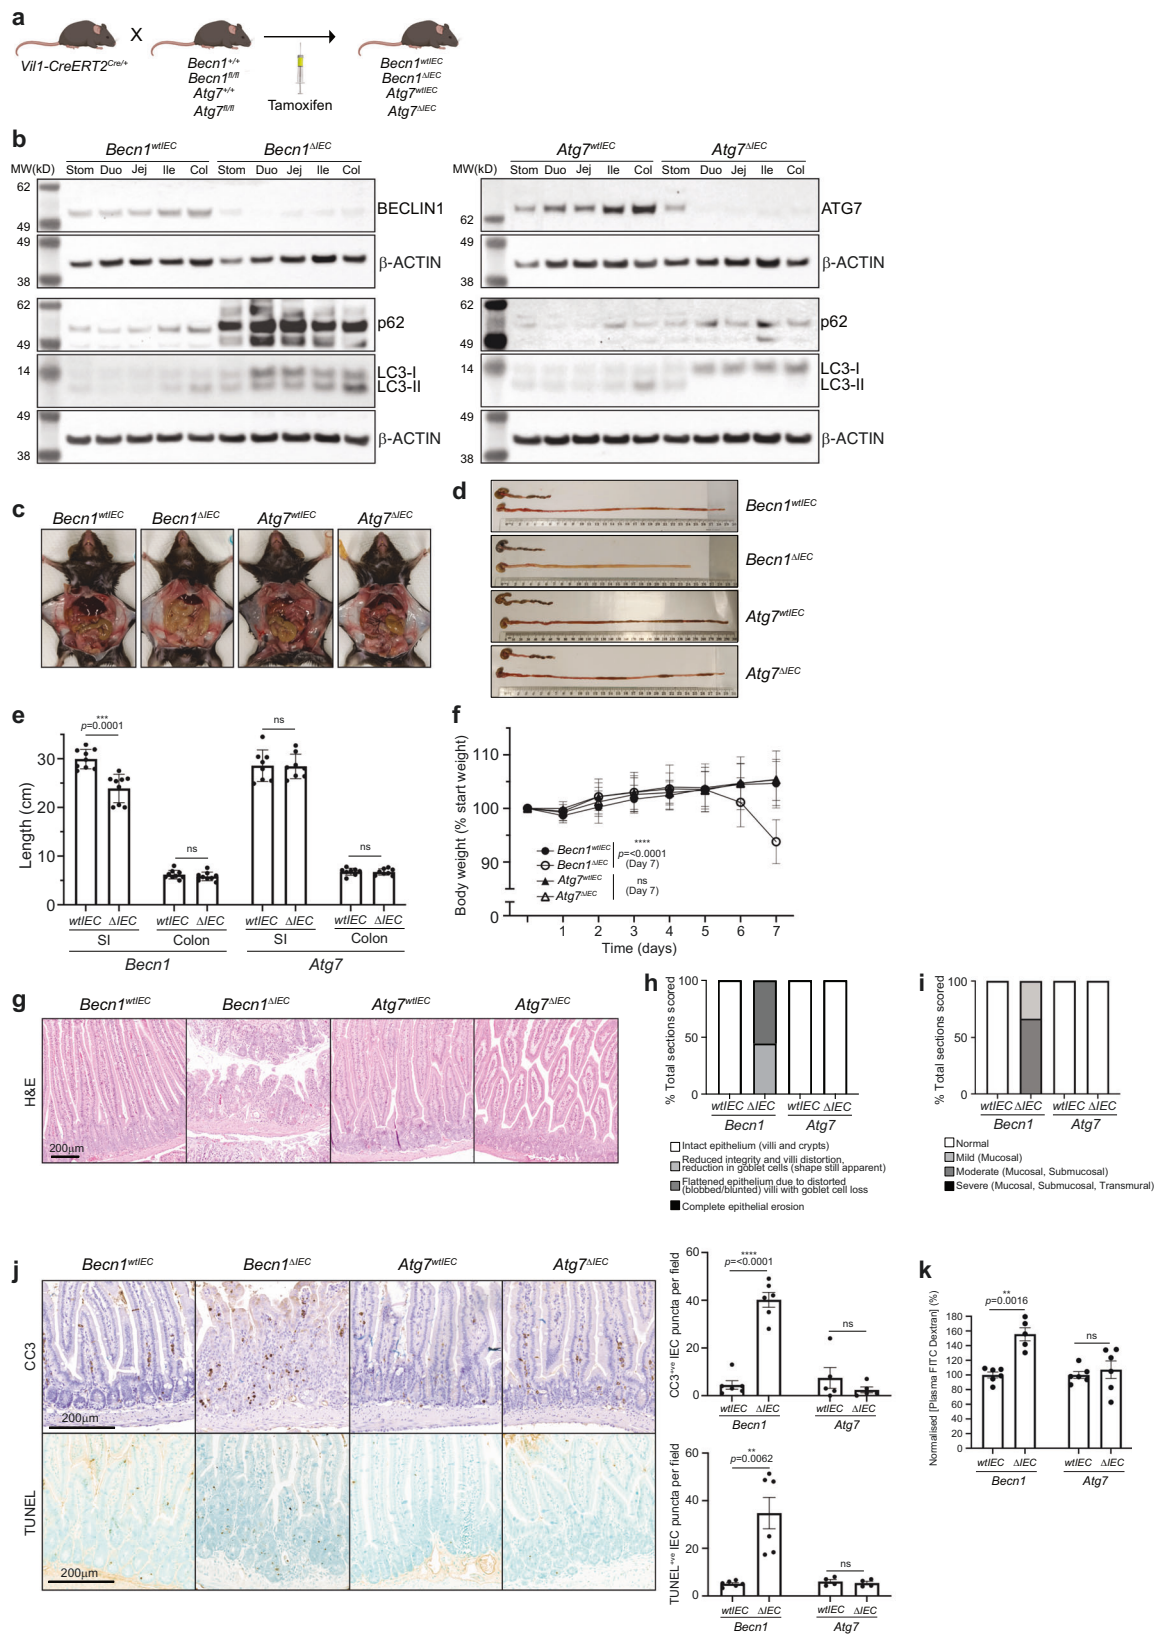 a
X
Vil1-CreERT2Cre/+
Becn1+/+
Becn1fl/fl
Atg7+/+
Atg7fl/fl
Tamoxifen
Becn1wtIEC
Becn1ΔIEC
Atg7wtIEC
Atg7ΔIEC
b
Becn1wtIEC Becn1ΔIEC
MW(kD) Stom Duo Jej Ile Col Stom Duo Jej Ile Col
62
49
BECLIN1
49
38
β-ACTIN
62
49
p62
14
LC3-I
LC3-II
49
38
β-ACTIN
Atg7wtIEC Atg7ΔIEC
MW(kD) Stom Duo Jej Ile Col Stom Duo Jej Ile Col
62
ATG7
49
38
β-ACTIN
62
49
p62
14
LC3-I
LC3-II
49
38
β-ACTIN
c
Becn1wtIEC Becn1ΔIEC Atg7wtIEC Atg7ΔIEC
d
Becn1wtIEC
Becn1ΔIEC
Atg7wtIEC
Atg7ΔIEC
e
Length (cm)
30
20
10
0
***
p=0.0001
ns
ns
ns
wtIEC ΔIEC wtIEC ΔIEC wtIEC ΔIEC wtIEC ΔIEC
SI Colon SI Colon
Becn1 Atg7
f
Body weight (% start weight)
110
100
90
0
Becn1wtIEC
Becn1ΔIEC
****
p=<0.0001
(Day 7)
Atg7wtIEC
Atg7ΔIEC
ns
(Day 7)
1 2 3 4 5 6 7
Time (days)
g
Becn1wtIEC Becn1ΔIEC Atg7wtIEC Atg7ΔIEC
H&E
200μm
h
% Total sections scored
100
50
0
wtIEC ΔIEC wtIEC ΔIEC
Becn1 Atg7
Intact epithelium (villi and crypts)
Reduced integrity and villi distortion,
reduction in goblet cells (shape still apparent)
Flattened epithelium due to distorted
(blobbed/blunted) villi with goblet cell loss
Complete epithelial erosion
i
% Total sections scored
100
50
0
wtIEC ΔIEC wtIEC ΔIEC
Becn1 Atg7
Normal
Mild (Mucosal)
Moderate (Mucosal, Submucosal)
Severe (Mucosal, Submucosal, Transmural)
j
Becn1wtIEC Becn1ΔIEC Atg7wtIEC Atg7ΔIEC
CC3
200μm
TUNEL
200μm
CC3+ve IEC puncta per field
60
40
20
0
****
p=<0.0001
ns
wtIEC ΔIEC wtIEC ΔIEC
Becn1 Atg7
TUNEL+ve IEC puncta per field
60
40
20
0
**
p=0.0062
ns
wtIEC ΔIEC wtIEC ΔIEC
Becn1 Atg7
k
Normalised [Plasma FITC Dextran] (%)
180
160
140
120
100
80
60
40
20
0
**
p=0.0016
ns
wtIEC ΔIEC wtIEC ΔIEC
Becn1 Atg7